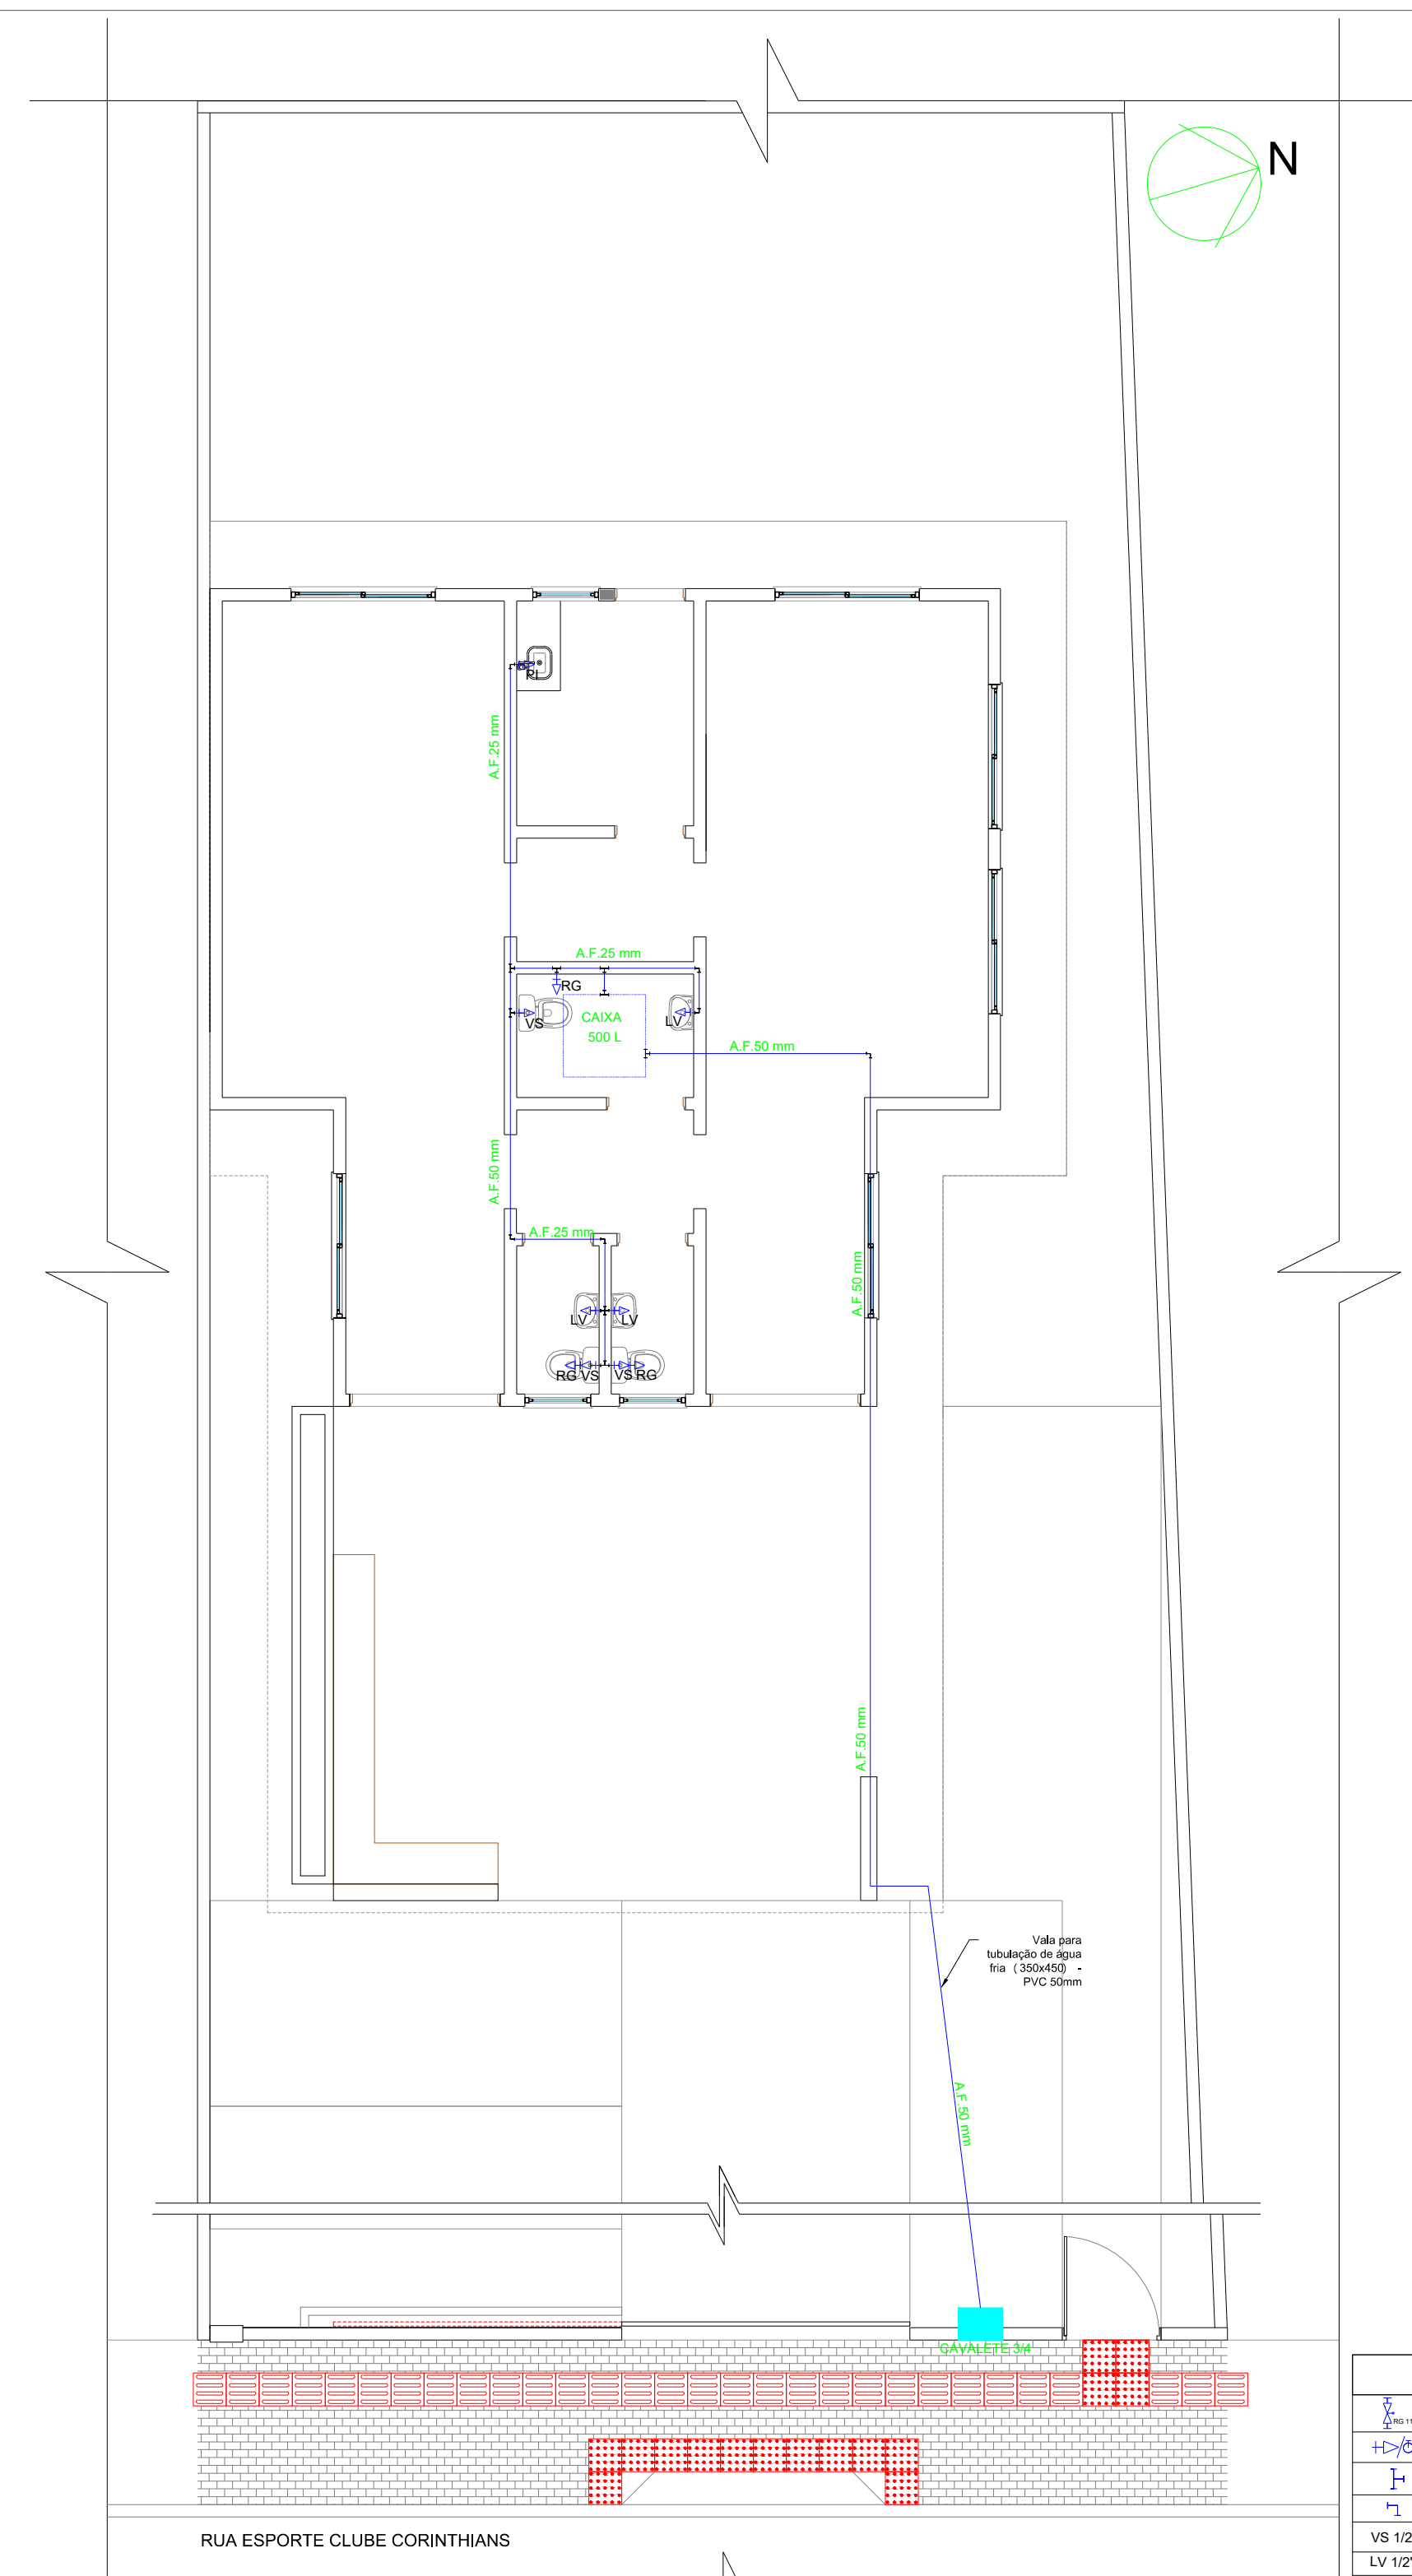 N
PI
A.F.25 mm
A.F.25 mm
RG
VS
CAIXA
500 L
LV
A.F.50 mm
A.F.50 mm
A.F.25 mm
A.F.50 mm
LV
LV
RG
VS
VS
RG
A.F.50 mm
Vala para
tubulação de água
fria (350x450) -
PVC 50mm
A.F.50 mm
CAVALETE 3/4
RG 11
VS 1/2
LV 1/2"
RUA ESPORTE CLUBE CORINTHIANS